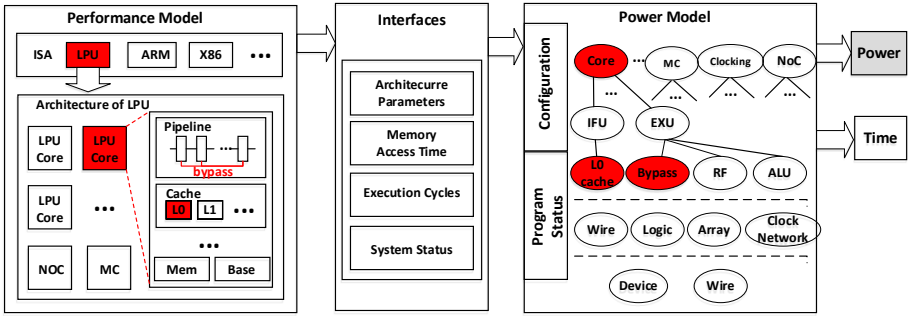 Performance Model
ISA LPU ARM X86 •••
Architecture of LPU
LPU
Core
LPU
Core
LPU
Core
•••
NOC
MC
Pipeline
•••
bypass
Cache
L0 L1 •••
•••
Mem
Base
Interfaces
Architecurre
Parameters
Memory
Access Time
Execution Cycles
System Status
Power Model
Configuration
Program
Status
Core ••• MC Clocking NoC
••• ••• ••• ••• •••
IFU EXU
L0
cache
Bypass
RF
ALU
Wire Logic Array
Clock
Network
Device Wire
Power
Time